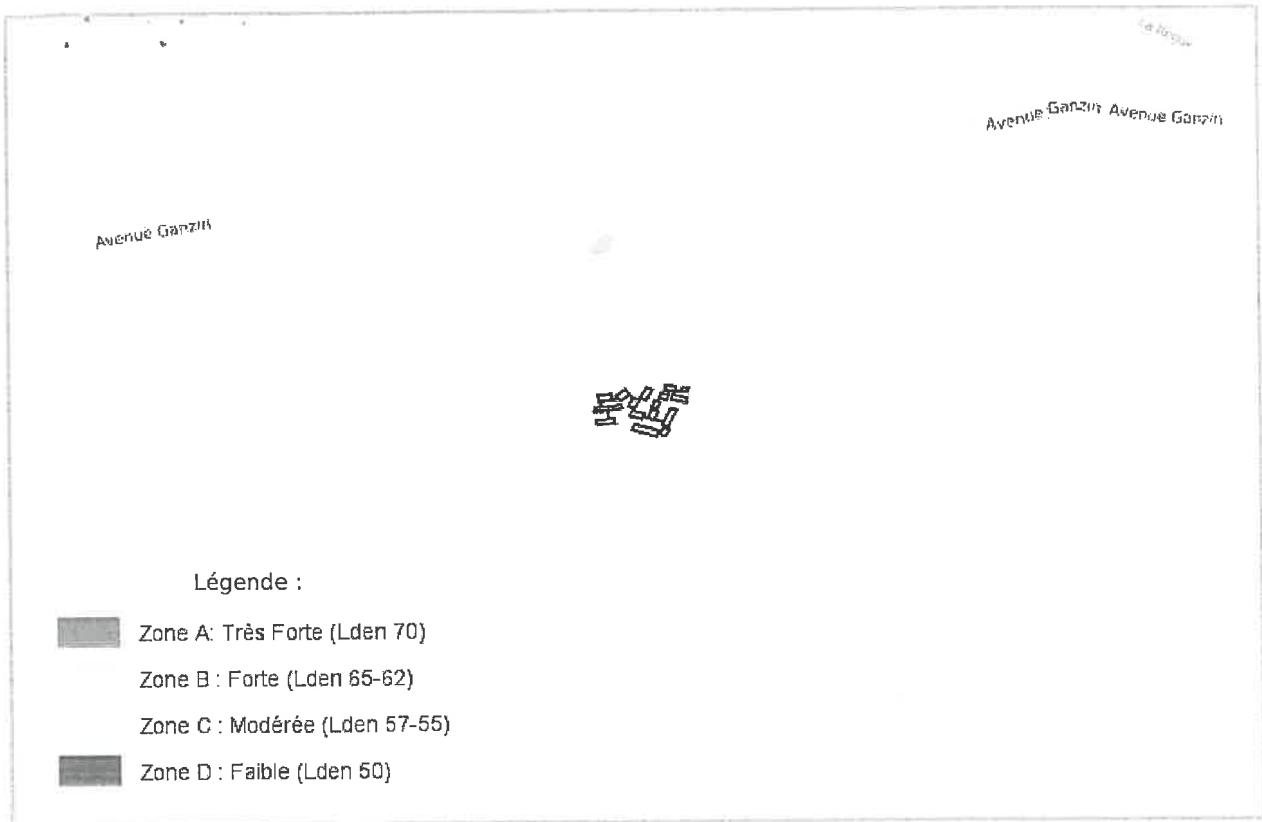 Avenue Ganzin Avenue Ganzin
Avenue Ganzin
Légende :
Zone A: Très Forte (Lden 70)
Zone B : Forte (Lden 65-62)
Zone C : Modérée (Lden 57-55)
Zone D : Faible (Lden 50)